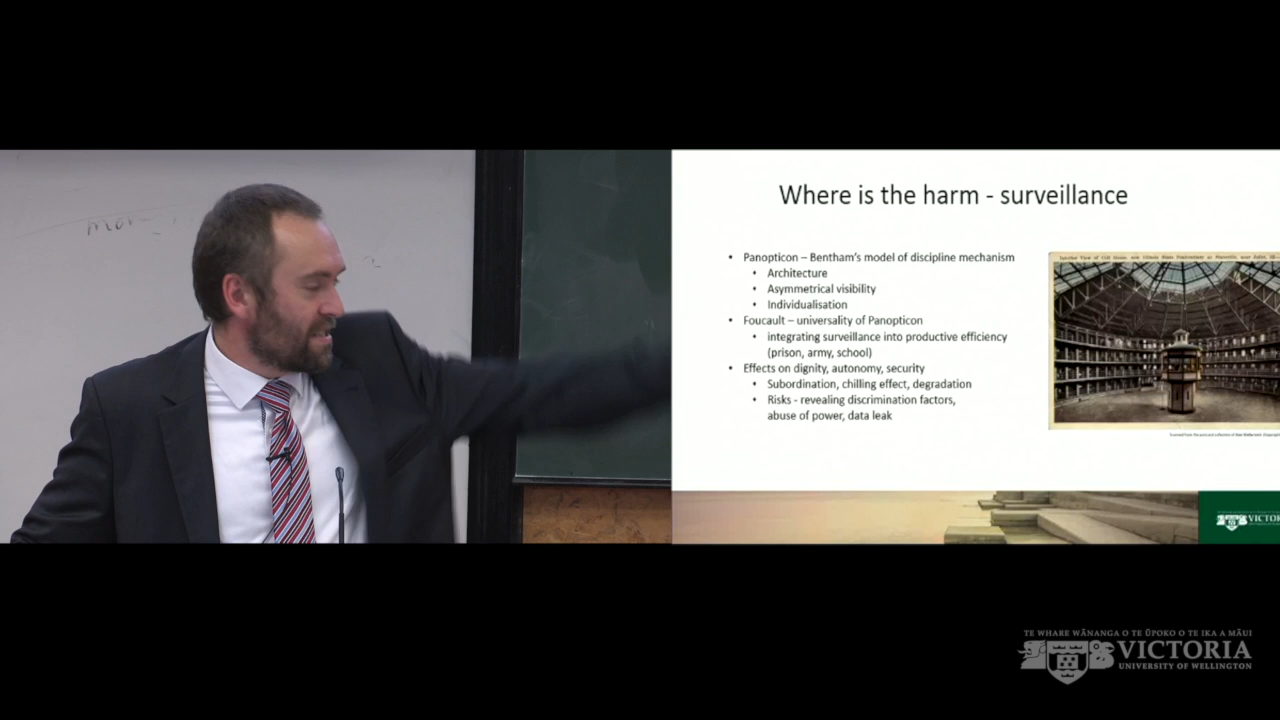 Where is the harm - surveillance
• Panopticon – Bentham's model of discipline mechanism
• Architecture
• Asymmetrical visibility
• Individualisation
• Foucault – universality of Panopticon
• integrating surveillance into productive efficiency
(prison, army, school)
• Effects on dignity, autonomy, security
• Subordination, chilling effect, degradation
• Risks - revealing discrimination factors,
abuse of power, data leak
TE WHARE WĀNANGA O TE ŪPOKO O TE IKA A MĀUI
VICTORIA
UNIVERSITY OF WELLINGTON